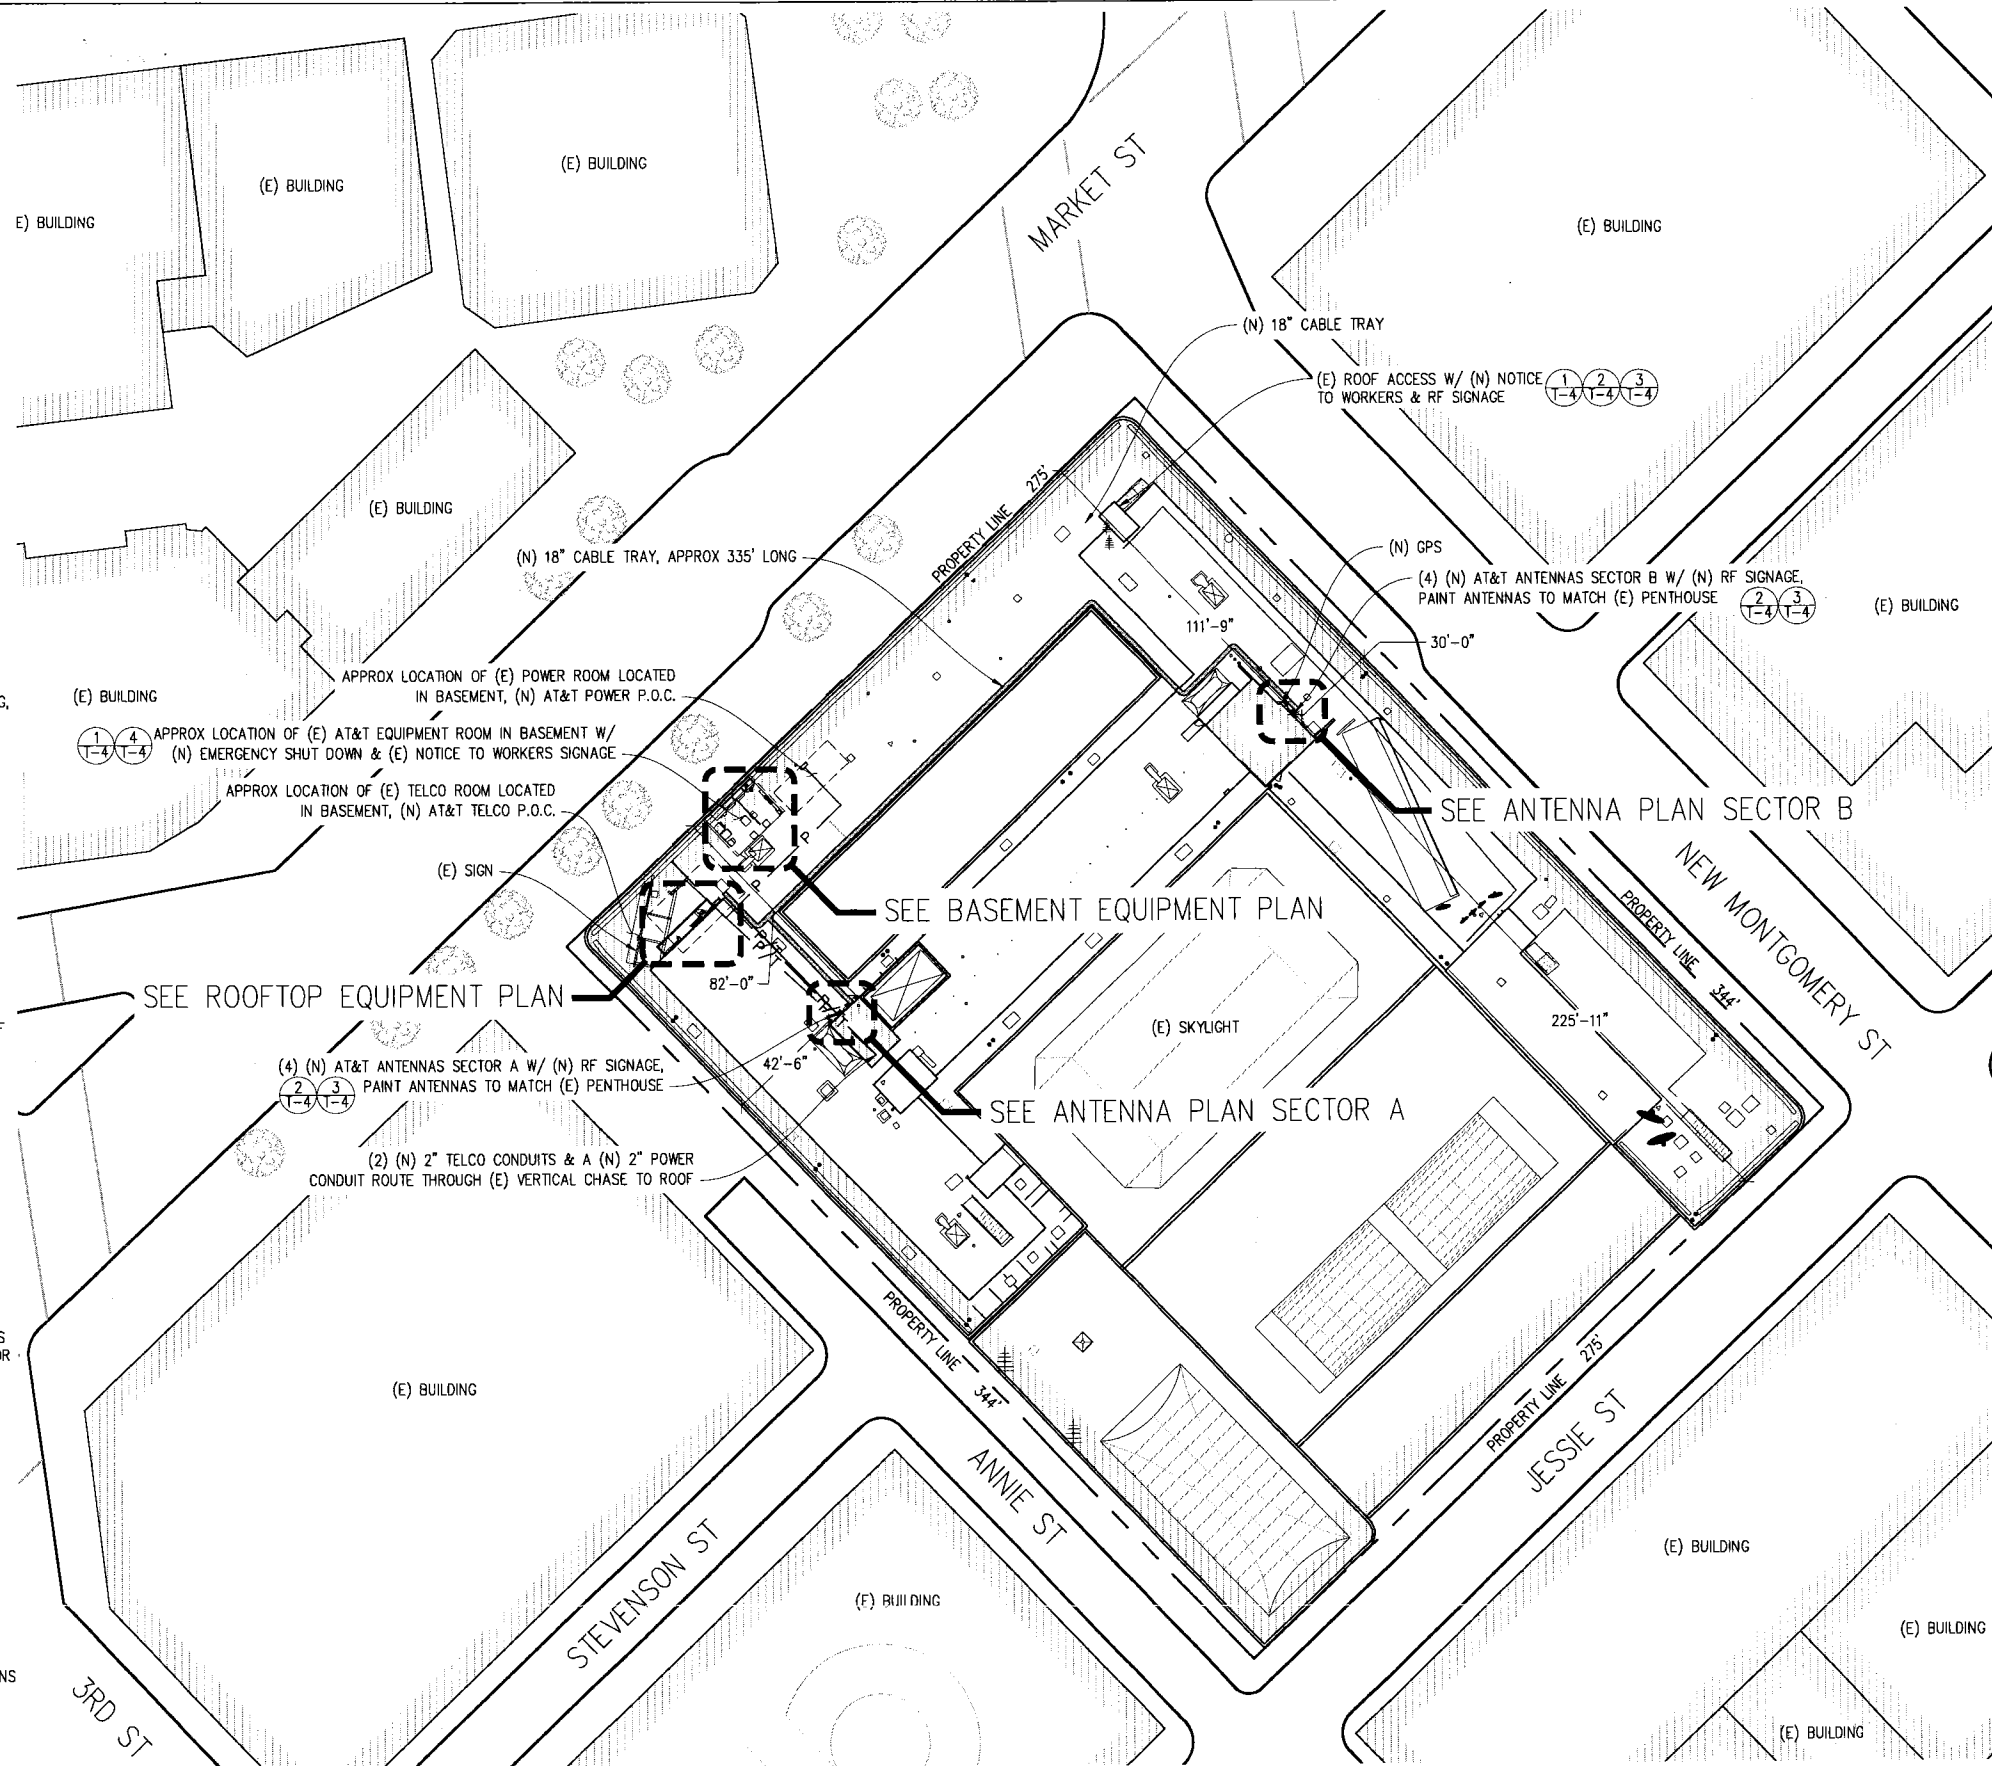 MARKET ST
(E) BUILDING
(E) BUILDING
E) BUILDING
(E) BUILDING
(N) 18" CABLE TRAY
(E) ROOF ACCESS W/ (N) NOTICE
TO WORKERS & RF SIGNAGE
1
T-4
2
T-4
3
T-4
(E) BUILDING
275'
PROPERTY LINE
(N) 18" CABLE TRAY, APPROX 335' LONG
(N) GPS
(4) (N) AT&T ANTENNAS SECTOR B W/ (N) RF SIGNAGE,
PAINT ANTENNAS TO MATCH (E) PENTHOUSE
2
T-4
3
T-4
(E) BUILDING
111'-9"
30'-0"
APPROX LOCATION OF (E) POWER ROOM LOCATED
IN BASEMENT, (N) AT&T POWER P.O.C.
(E) BUILDING
G,
1
T-4
4
T-4
APPROX LOCATION OF (E) AT&T EQUIPMENT ROOM IN BASEMENT W/
(N) EMERGENCY SHUT DOWN & (E) NOTICE TO WORKERS SIGNAGE
APPROX LOCATION OF (E) TELCO ROOM LOCATED
IN BASEMENT, (N) AT&T TELCO P.O.C.
SEE ANTENNA PLAN SECTOR B
(E) SIGN
P
P
P
SEE BASEMENT EQUIPMENT PLAN
NEW MONTGOMERY ST
PROPERTY LINE
344'
82'-0"
SEE ROOFTOP EQUIPMENT PLAN
(E) SKYLIGHT
225'-11"
(4) (N) AT&T ANTENNAS SECTOR A W/ (N) RF SIGNAGE,
PAINT ANTENNAS TO MATCH (E) PENTHOUSE
2
T-4
3
T-4
42'-6"
SEE ANTENNA PLAN SECTOR A
(2) (N) 2" TELCO CONDUITS & A (N) 2" POWER
CONDUIT ROUTE THROUGH (E) VERTICAL CHASE TO ROOF
PROPERTY LINE
344'
PROPERTY LINE
275'
S
OR
(E) BUILDING
ANNIE ST
JESSIE ST
STEVENSON ST
(E) BUILDING
(E) BUILDING
(E) BUILDING
NS
3RD ST
(E) BUILDING